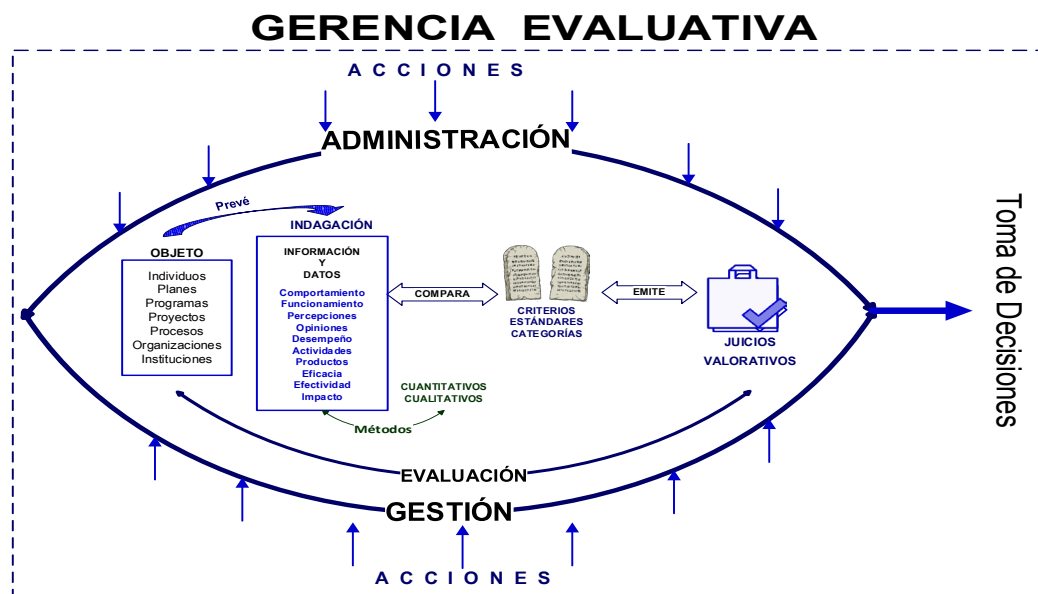 GERENCIA EVALUATIVA
ACCIONES
ADMINISTRACIÓN
Prevé
INDAGACIÓN
OBJETO
Individuos
Planes
Programas
Proyectos
Procesos
Organizaciones
Instituciones
INFORMACIÓN
Y
DATOS
Comportamiento
Funcionamiento
Percepciones
Opiniones
Desempeño
Actividades
Productos
Eficacia
Efectividad
Impacto
COMPARA
CRITERIOS
ESTÁNDARES
CATEGORÍAS
EMITE
JUICIOS
VALORATIVOS
CUANTITATIVOS
CUALITATIVOS
Métodos
EVALUACIÓN
GESTIÓN
ACCIONES
Toma de Decisiones